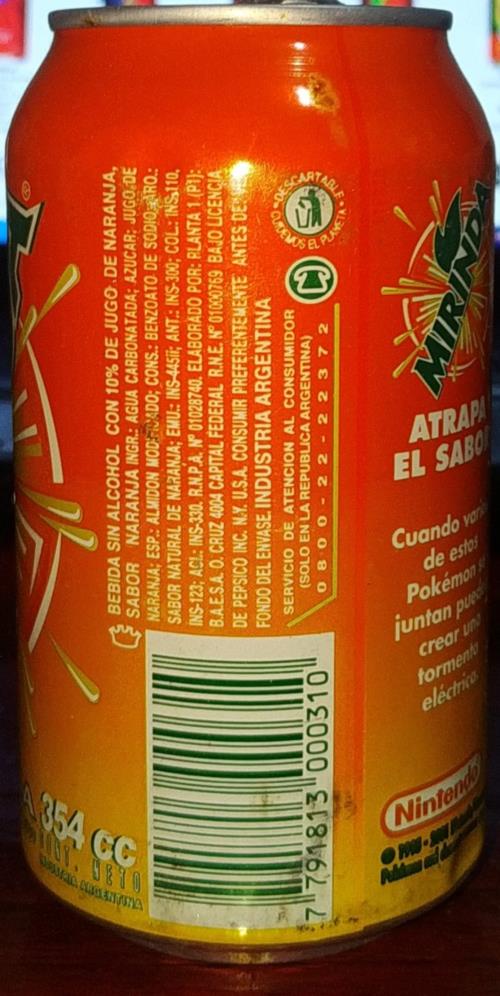 BEBIDA SIN ALCOHOL CON 10% DE JUGO DE NARANJA,
SABOR NARANJA INGR.: AGUA CARBONATADA; AZUCAR; JUGO DE
NARANJA; ESP.: ALMIDON MODIFICADO; CONS.: BENZOATO DE SODIO; ARO.:
SABOR NATURAL DE NARANJA; EMU.: INS-445iii; ANT.: INS-300; COL.: INS-110,
INS-123; ACI.: INS-330. R.N.P.A. Nº 01028740. ELABORADO POR: PLANTA 1 (P1):
B.A.E.S.A. O. CRUZ 4004 CAPITAL FEDERAL R.N.E. Nº 01000769 BAJO LICENCIA
DE PEPSICO INC. N.Y. U.S.A. CONSUMIR PREFERENTEMENTE ANTES DE
FONDO DEL ENVASE INDUSTRIA ARGENTINA
SERVICIO DE ATENCION AL CONSUMIDOR
(SOLO EN LA REPUBLICA ARGENTINA)
0800-222-22372
DESCARTABLE
CUIDEMOS EL PLANETA
MIRINDA
ATRAPA
EL SABOR
Cuando varios
de estos
Pokémon se
juntan pueden
crear una
tormenta
eléctrica.
Nintendo
354 cc
CONT. NETO
INDUSTRIA ARGENTINA
7 791813 000310